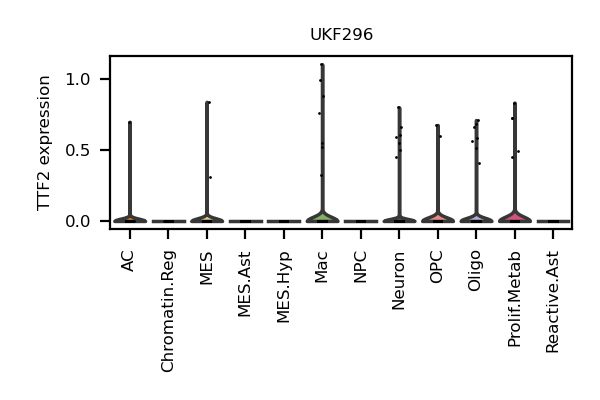 UKF296
TTF2 expression
1.0
0.5
0.0
AC
Chromatin.Reg
MES
MES.Ast
MES.Hyp
Mac
NPC
Neuron
OPC
Oligo
Prolif.Metab
Reactive.Ast